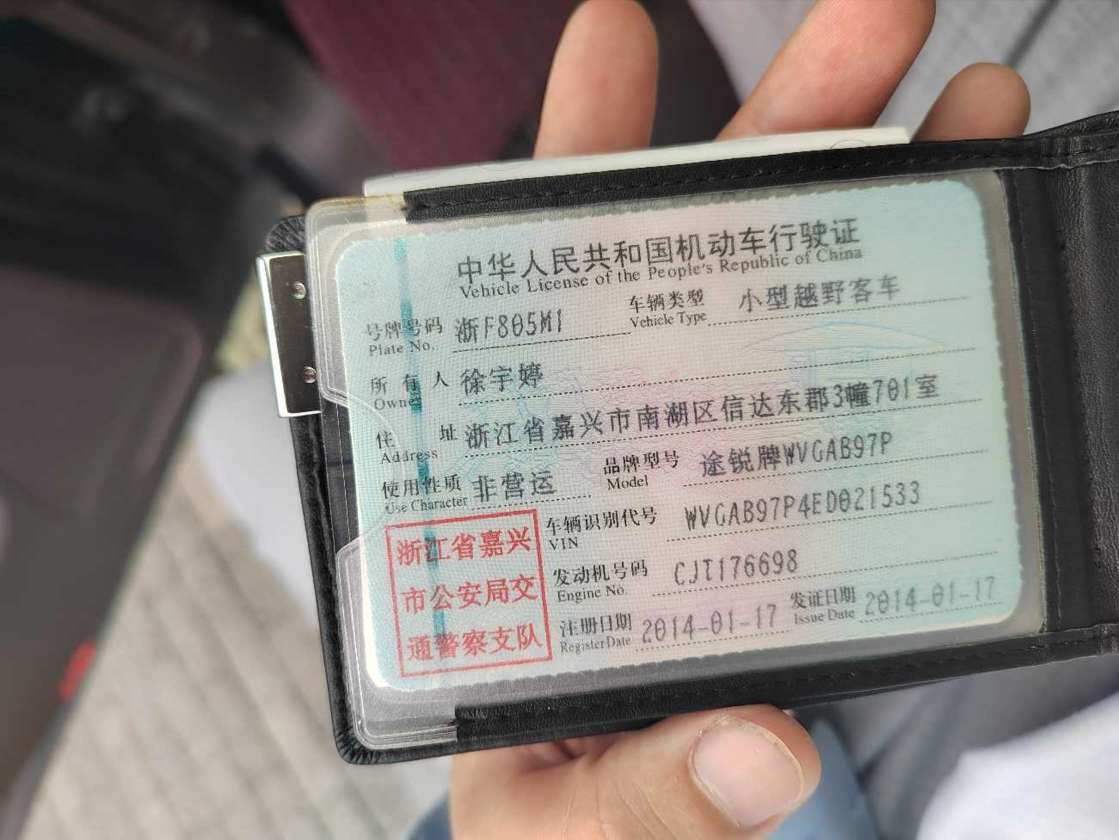 中华人民共和国机动车行驶证
Vehicle License of the People's Republic of China
号牌号码 浙F805M1 车辆类型 小型越野客车
Plate No. Vehicle Type
所有人 徐宇婷
Owner
住址 浙江省嘉兴市南湖区信达东郡3幢701室
Address
使用性质 非营运 品牌型号 途锐牌WVGAB97P
Use Character Model
浙江省嘉兴
市公安局交
通警察支队
车辆识别代号 WVGAB97P4ED021533
VIN
发动机号码 CJT176698
Engine No.
注册日期 2014-01-17 发证日期 2014-01-17
Register Date Issue Date